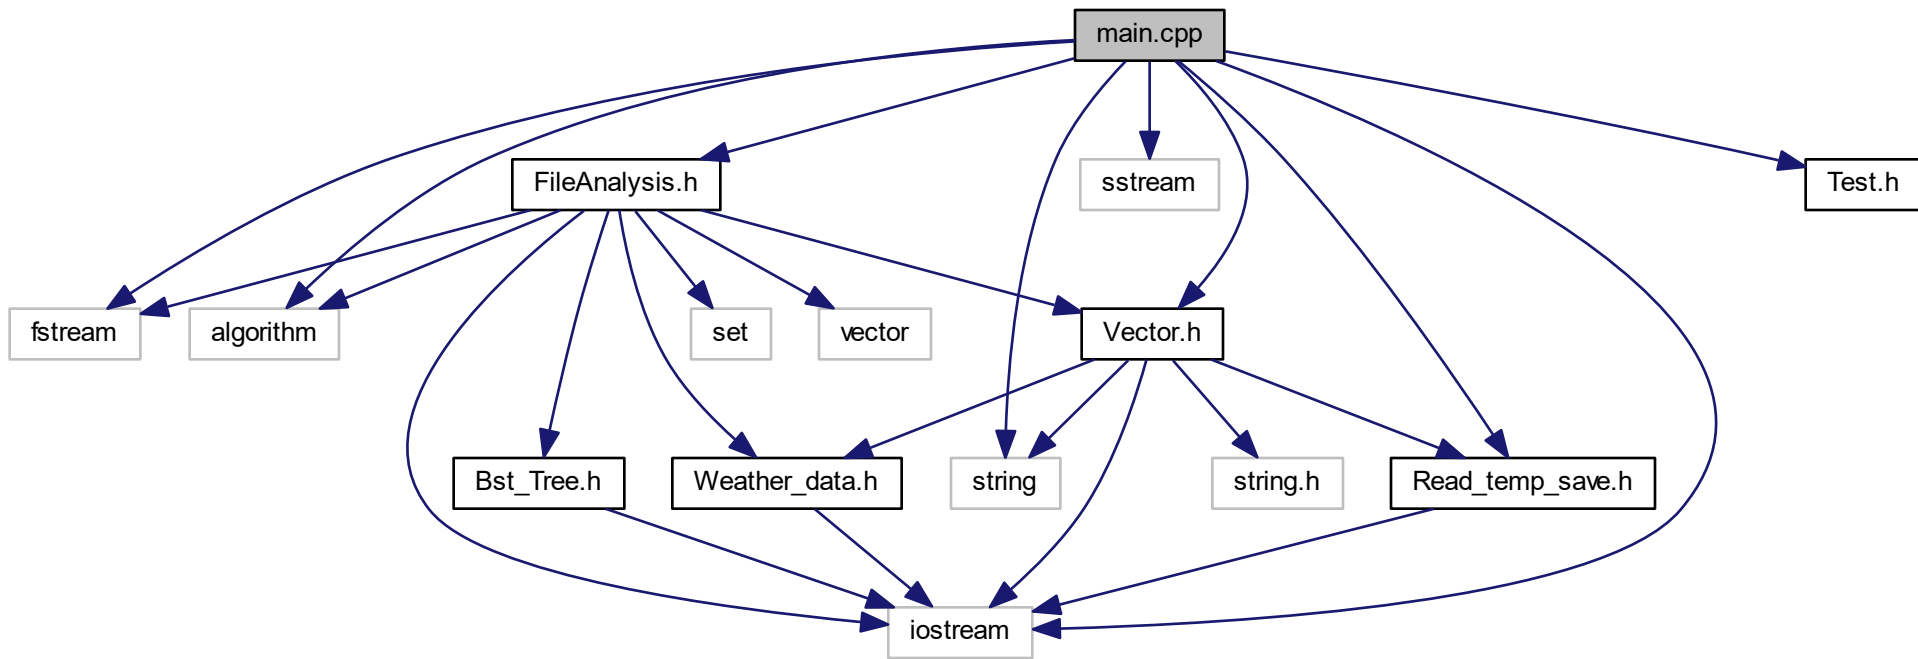 main.cpp
FileAnalysis.h
sstream
Test.h
fstream
algorithm
set
vector
Vector.h
Bst_Tree.h
Weather_data.h
string
string.h
Read_temp_save.h
iostream